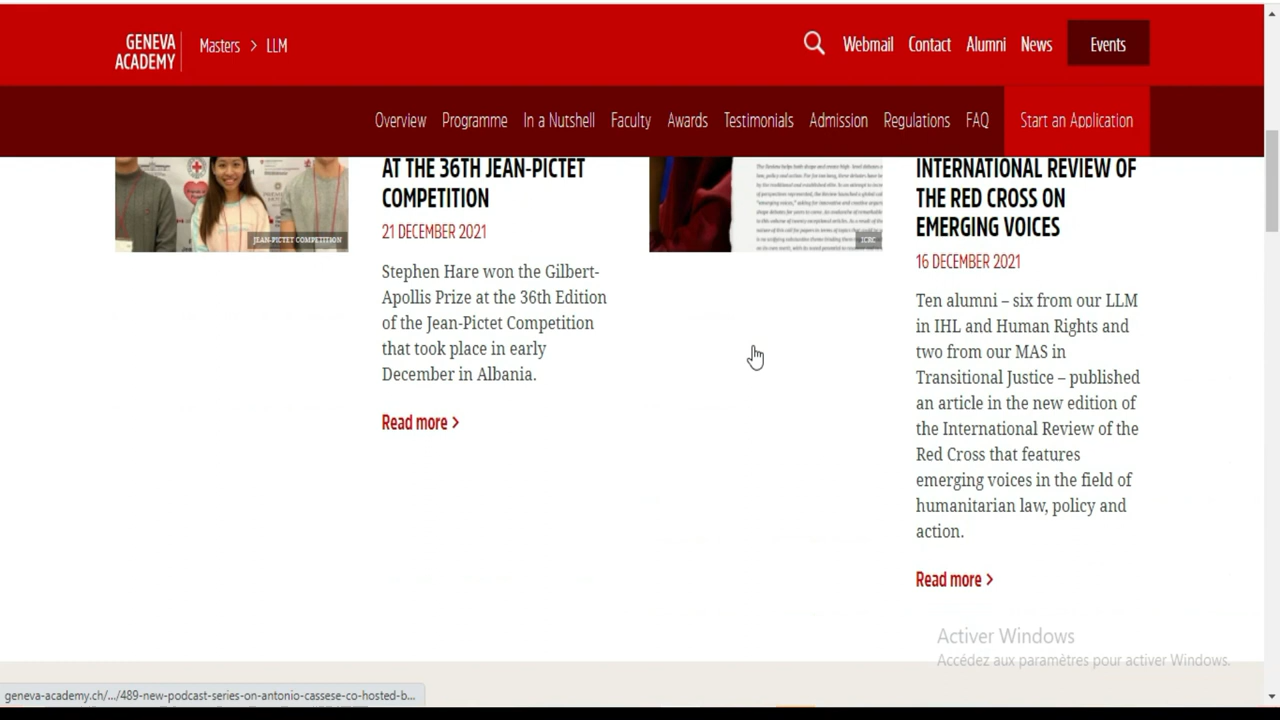 GENEVA
ACADEMY
Masters > LLM
Webmail Contact Alumni News Events
Overview Programme In a Nutshell Faculty Awards Testimonials Admission Regulations FAQ Start an Application
AT THE 36TH JEAN-PICTET
COMPETITION
21 DECEMBER 2021
Stephen Hare won the Gilbert-
Apollis Prize at the 36th Edition
of the Jean-Pictet Competition
that took place in early
December in Albania.
Read more >
JEAN-PICTET COMPETITION
ICRC
INTERNATIONAL REVIEW OF
THE RED CROSS ON
EMERGING VOICES
16 DECEMBER 2021
Ten alumni – six from our LLM
in IHL and Human Rights and
two from our MAS in
Transitional Justice – published
an article in the new edition of
the International Review of the
Red Cross that features
emerging voices in the field of
humanitarian law, policy and
action.
Read more >
Activer Windows
Accédez aux paramètres pour activer Windows.
geneva-academy.ch/.../489-new-podcast-series-on-antonio-cassese-co-hosted-b...